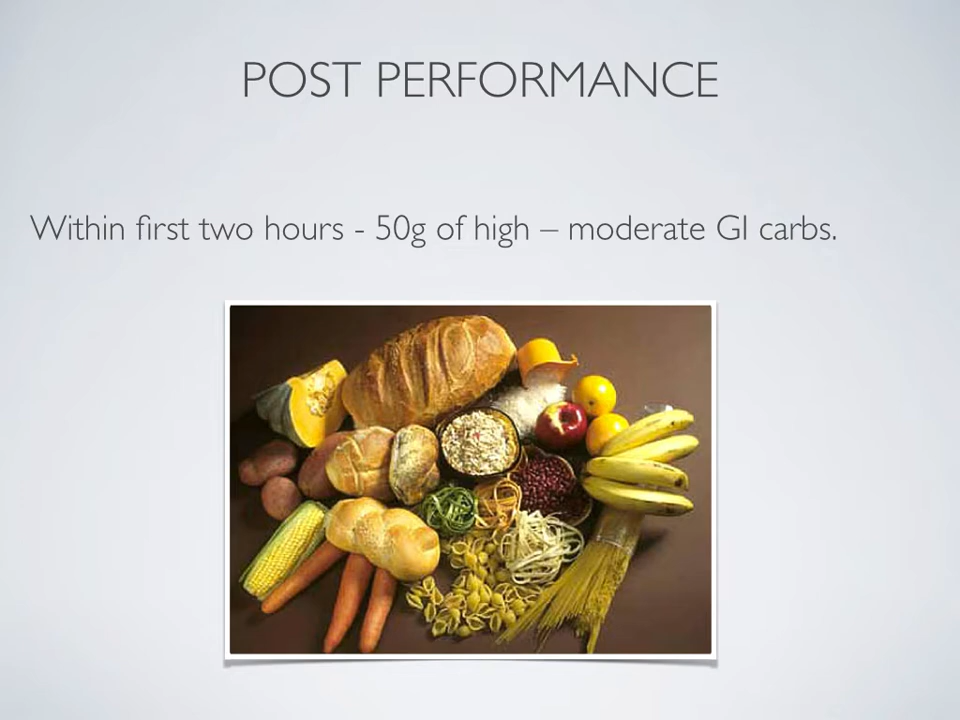 POST PERFORMANCE
Within first two hours - 50g of high – moderate GI carbs.